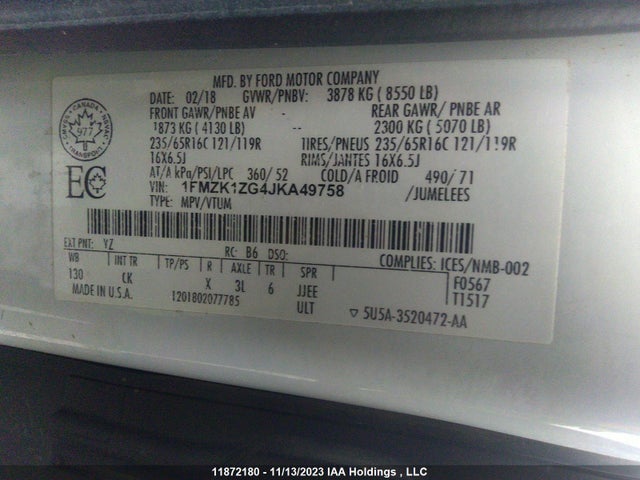 MFD. BY FORD MOTOR COMPANY
DATE: 02/18 GVWR/PNBV: 3878 KG ( 8550 LB)
FRONT GAWR/PNBE AV REAR GAWR/ PNBE AR
1873 KG ( 4130 LB) -- 2300 KG ( 5070 LB)
235/65R16C 121/119R TIRES/PNEUS 235/65R16C 121/119R
16X6.5J RIMS/JANTES 16X6.5J
AT/A kPa/PSI/LPC 360/ 52 COLD/A FROID 490/ 71
VIN: 1FMZK1ZG4JKA49758 /JUMELEES
TYPE: MPV/VTUM
CANADA
977
TRANSPORT
EC
EXT PNT: YZ RC: B6 DSO: COMPLIES: ICES/NMB-002
WB INT TR TP/PS R AXLE TR SPR F0567
130 CK X 3L 6 JJEE T1517
MADE IN U.S.A. 1201802077785 ULT ▽ 5U5A-3520472-AA
11872180 - 11/13/2023 IAA Holdings , LLC